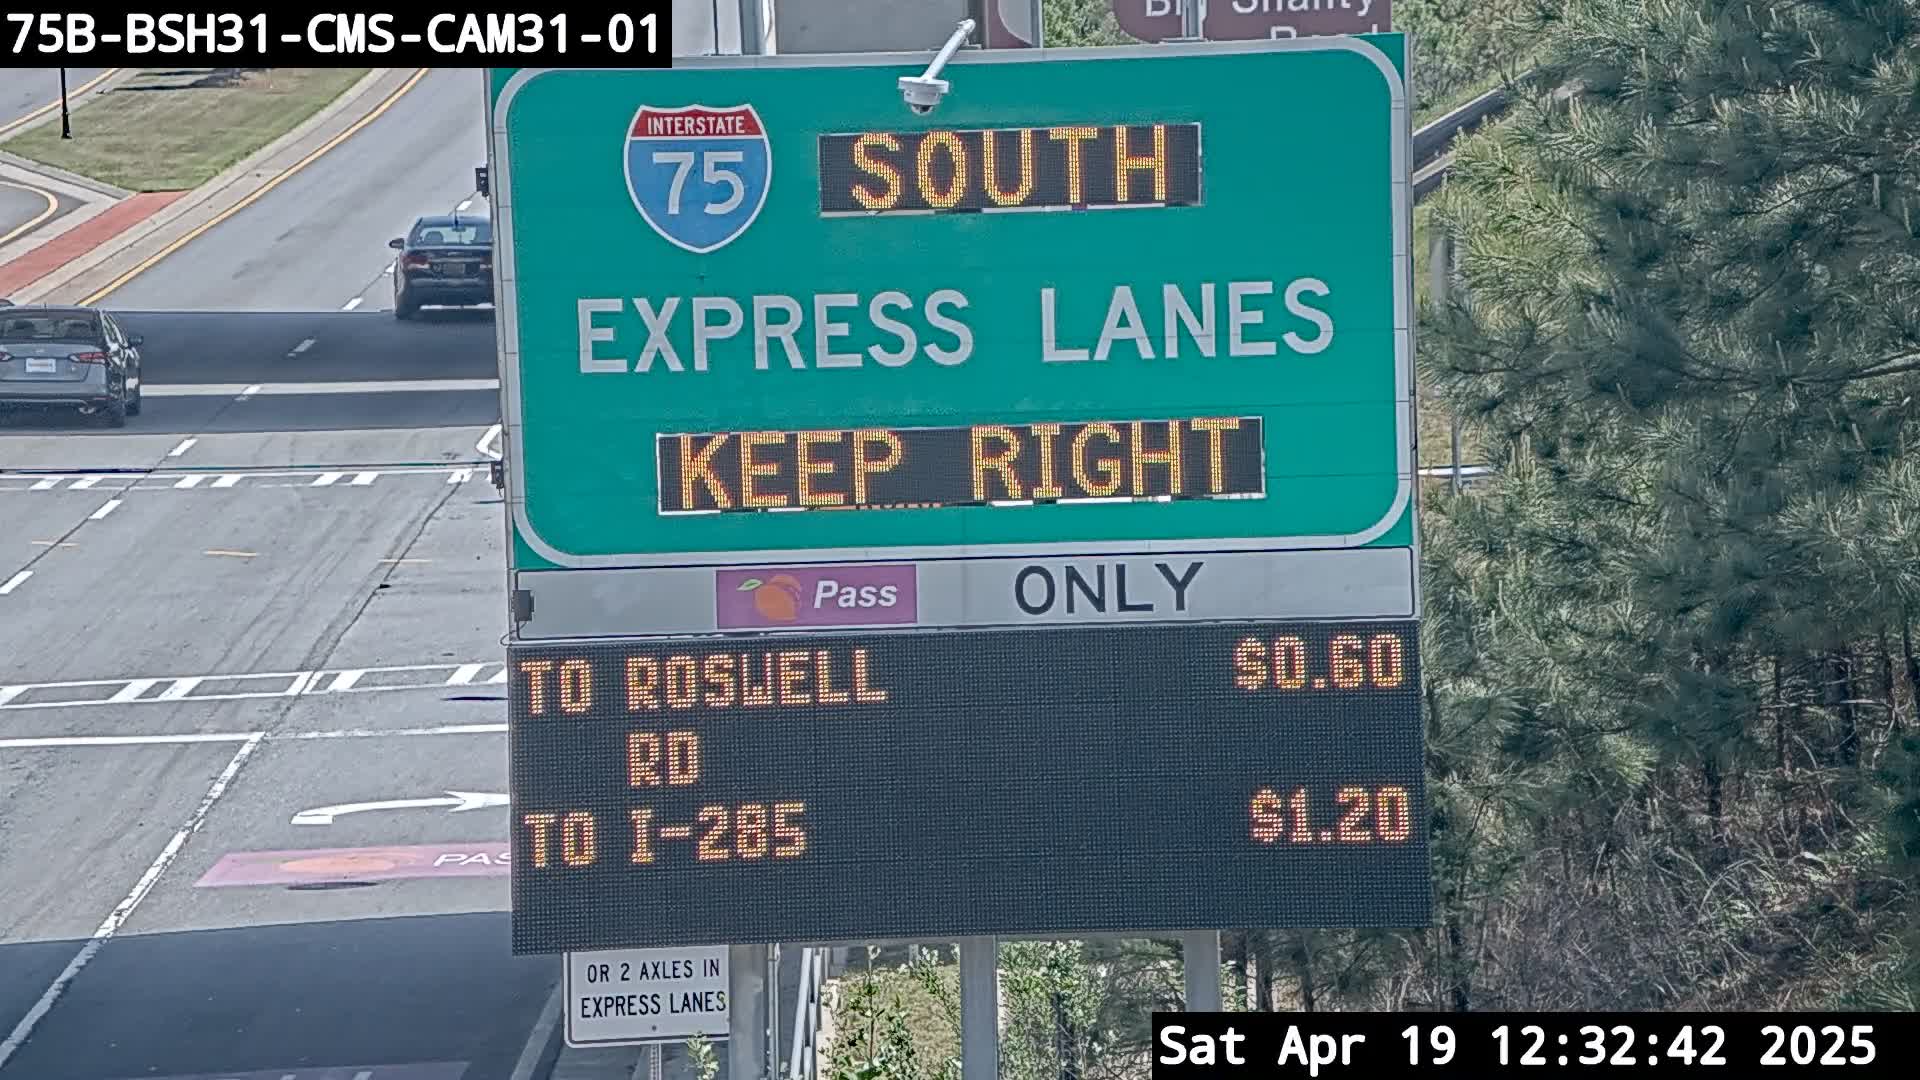 75B-BSH31-CMS-CAM31-01
Shanty
INTERSTATE
75
SOUTH
EXPRESS LANES
KEEP RIGHT
Pass
ONLY
TO ROSWELL $0.60
RD
TO I-285 $1.20
OR 2 AXLES IN
EXPRESS LANES
Sat Apr 19 12:32:42 2025